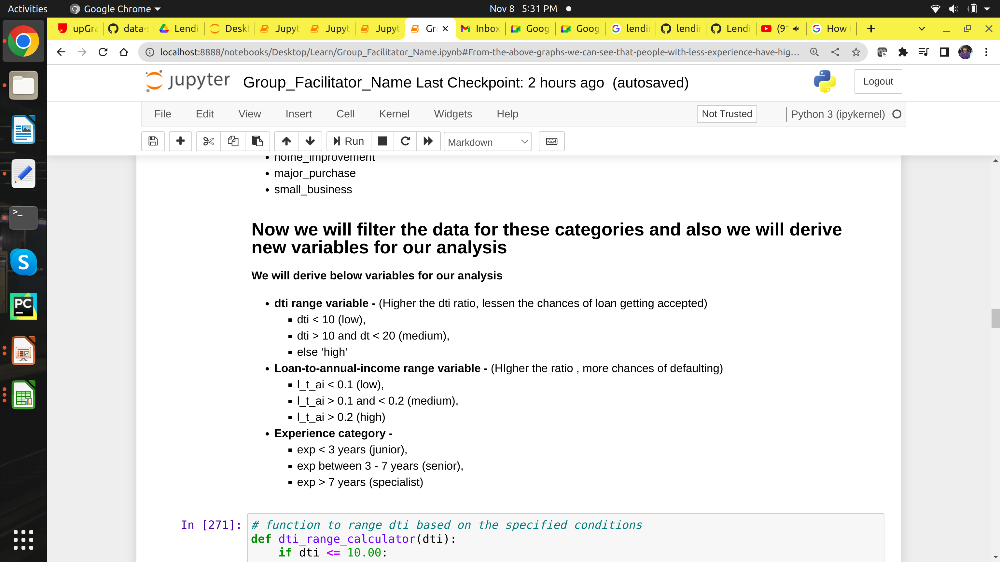 Activities
Google Chrome
Nov 8 5:31 PM
upGra
data-s
Lendi
Deskt
Jupyt
Jupyt
Jupyt
Gr
Inbox
Goog
Goog
lendin
lendin
Lendi
(91
How
localhost:8888/notebooks/Desktop/Learn/Group_Facilitator_Name.ipynb#From-the-above-graphs-we-can-see-that-people-with-less-experience-have-hig...
jupyter
Group_Facilitator_Name Last Checkpoint: 2 hours ago (autosaved)
Logout
File Edit View Insert Cell Kernel Widgets Help
Not Trusted
Python 3 (ipykernel)
Run
Markdown
• home_improvement
• major_purchase
• small_business
Now we will filter the data for these categories and also we will derive
new variables for our analysis
We will derive below variables for our analysis
• dti range variable - (Higher the dti ratio, lessen the chances of loan getting accepted)
▪ dti < 10 (low),
▪ dti > 10 and dt < 20 (medium),
▪ else ‘high’
• Loan-to-annual-income range variable - (HIgher the ratio , more chances of defaulting)
▪ l_t_ai < 0.1 (low),
▪ l_t_ai > 0.1 and < 0.2 (medium),
▪ l_t_ai > 0.2 (high)
• Experience category -
▪ exp < 3 years (junior),
▪ exp between 3 - 7 years (senior),
▪ exp > 7 years (specialist)
In [271]:
# function to range dti based on the specified conditions
def dti_range_calculator(dti):
if dti <= 10.00:
S
PC
>_